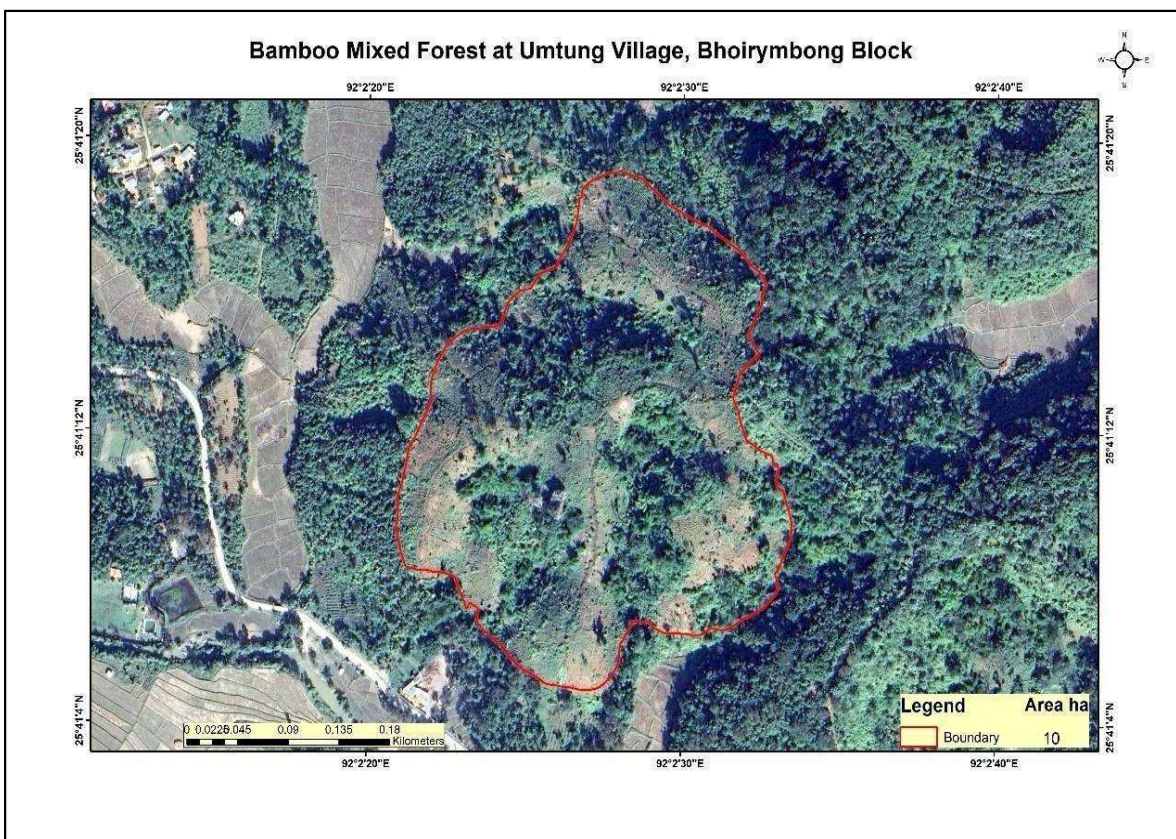 Bamboo Mixed Forest at Umtung Village, Bhoirymbong Block
N
W E
S
92°2'20"E 92°2'30"E 92°2'40"E
25°41'20"N 25°41'20"N
25°41'12"N 25°41'12"N
25°41'4"N 25°41'4"N
Legend Area ha
Boundary 10
0 0.0225 0.045 0.09 0.135 0.18
Kilometers
92°2'20"E 92°2'30"E 92°2'40"E